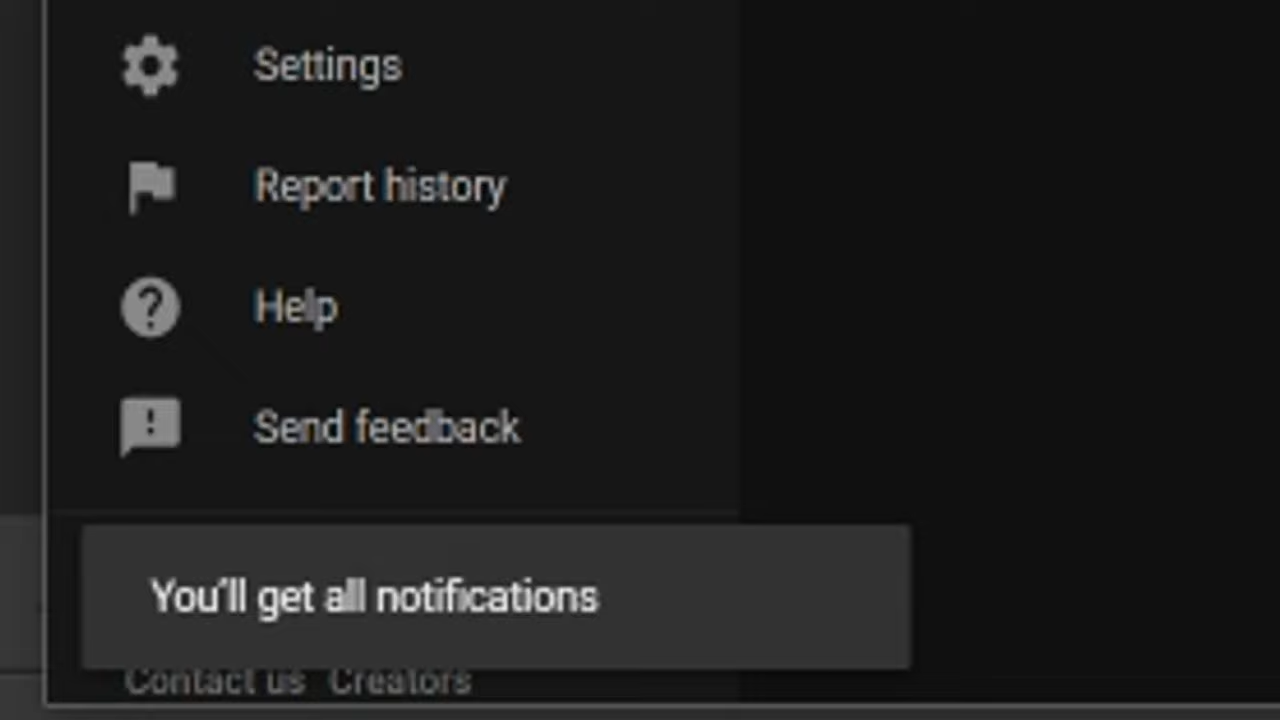 Settings
Report history
Help
Send feedback
You'll get all notifications
Contact us Creators